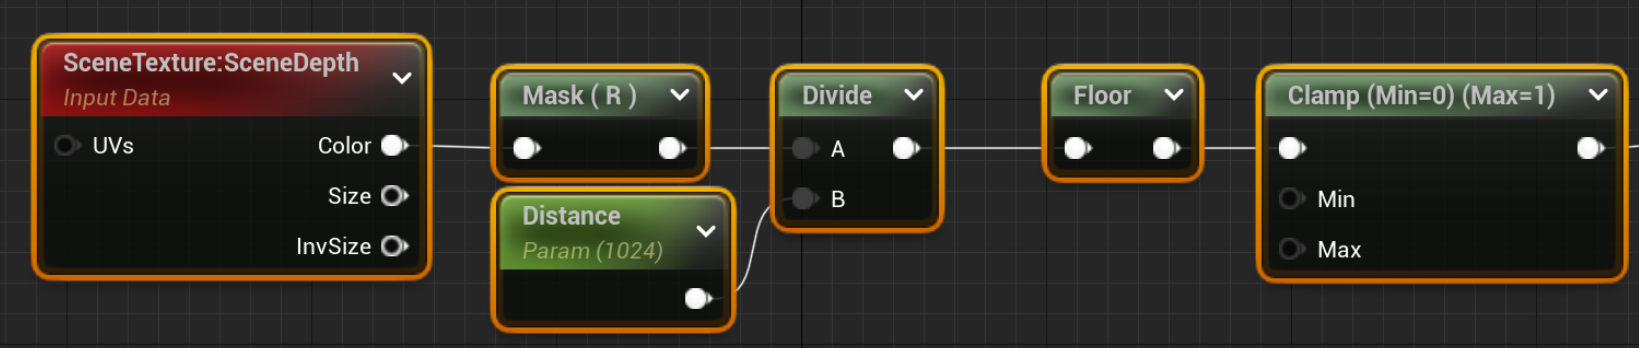 SceneTexture:SceneDepth
Input Data
UVs
Color
Size
InvSize
Mask ( R )
Distance
Param (1024)
Divide
A
B
Floor
Clamp (Min=0) (Max=1)
Min
Max